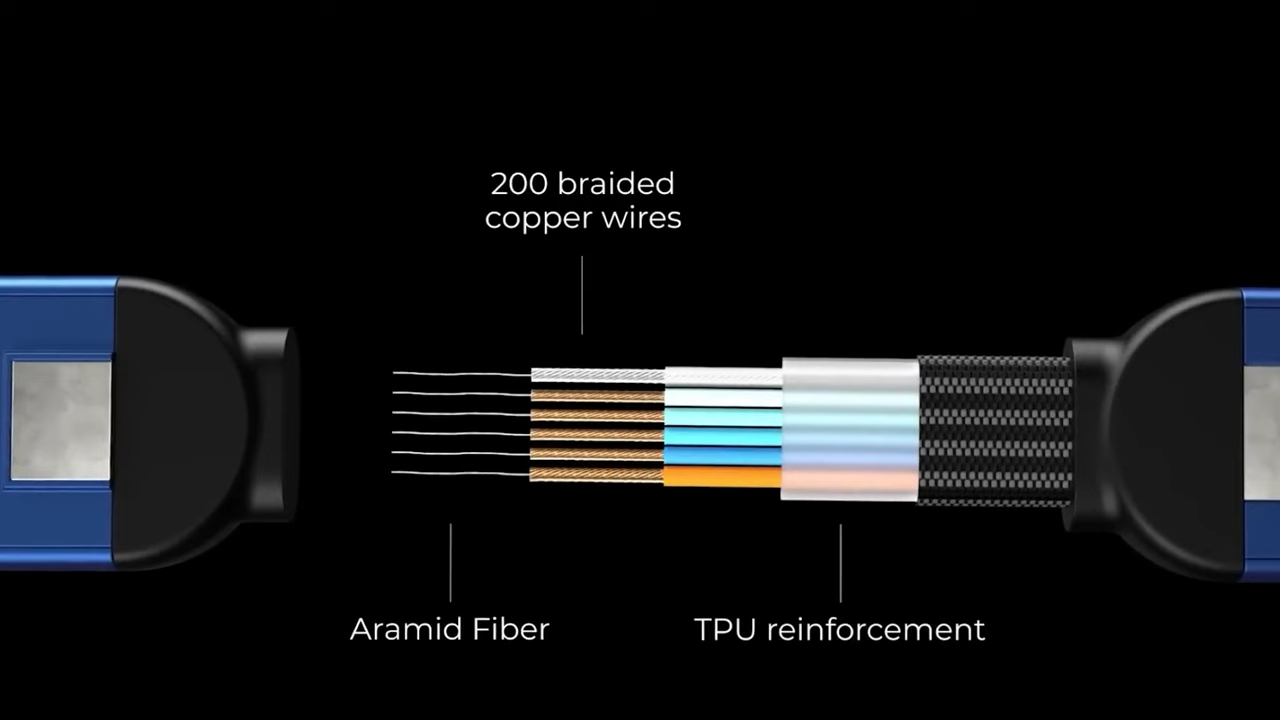 200 braided
copper wires
Aramid Fiber
TPU reinforcement